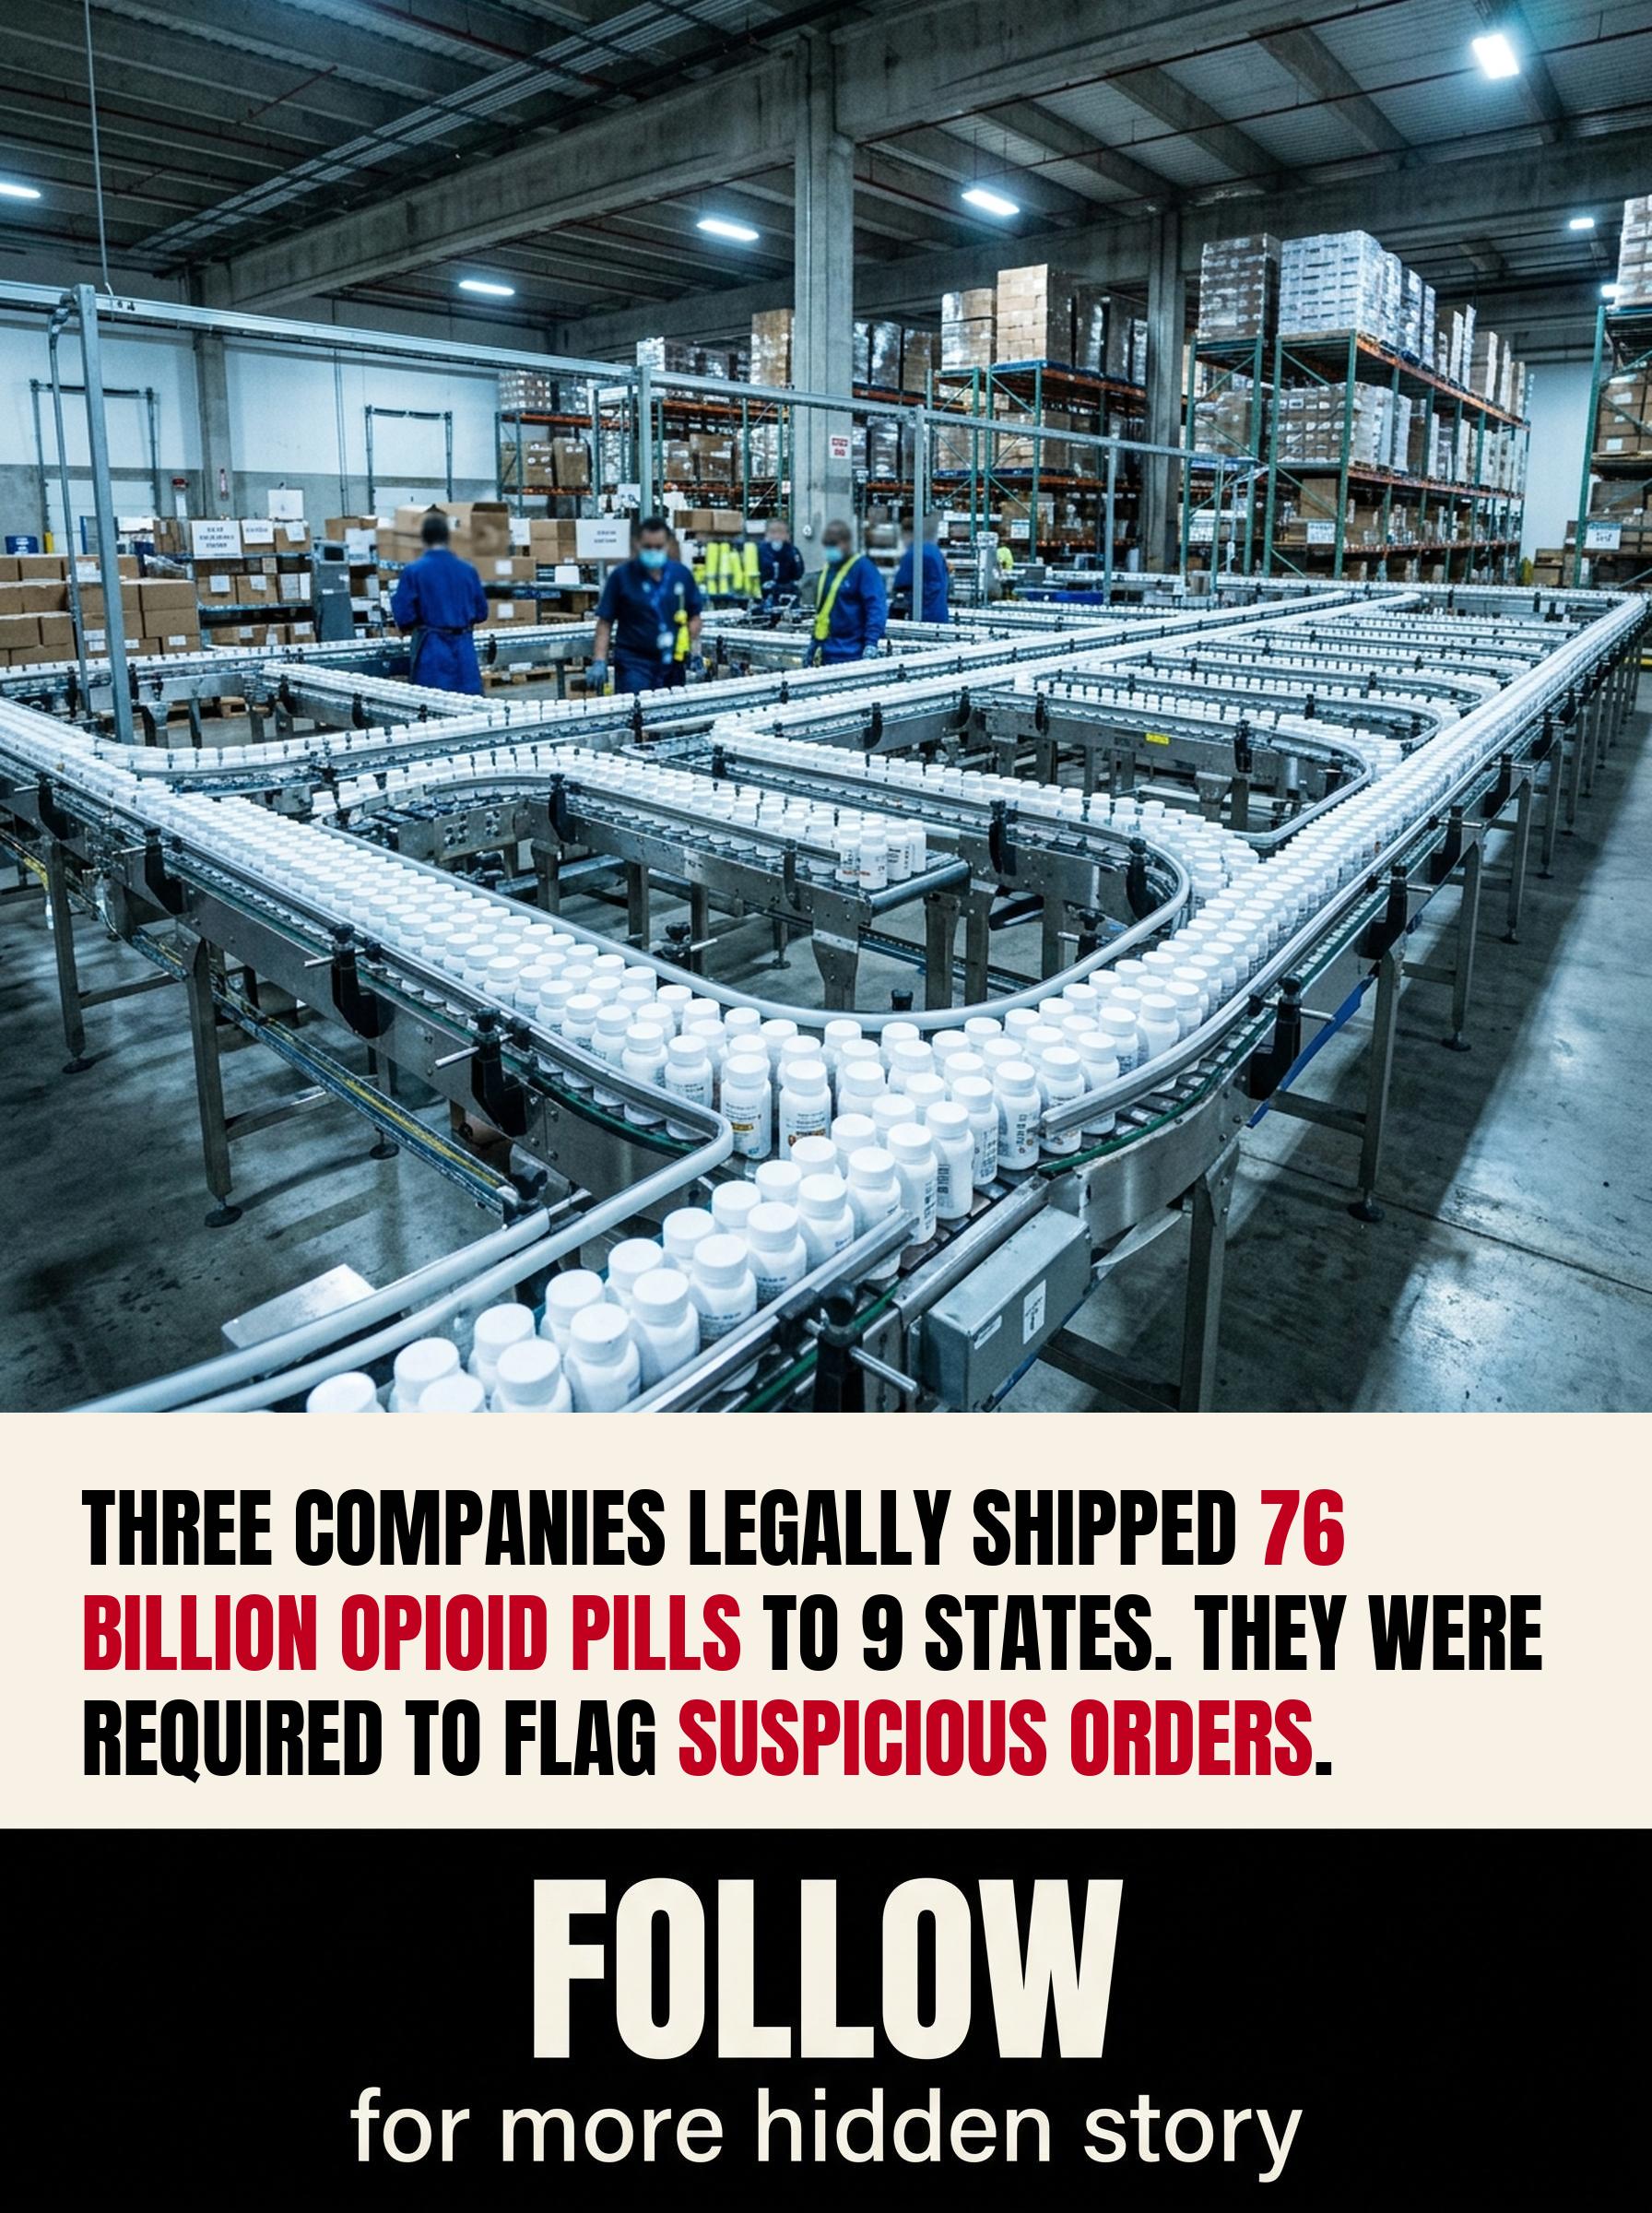 THREE COMPANIES LEGALLY SHIPPED 76
BILLION OPIOID PILLS TO 9 STATES. THEY WERE
REQUIRED TO FLAG SUSPICIOUS ORDERS.
FOLLOW
for more hidden story